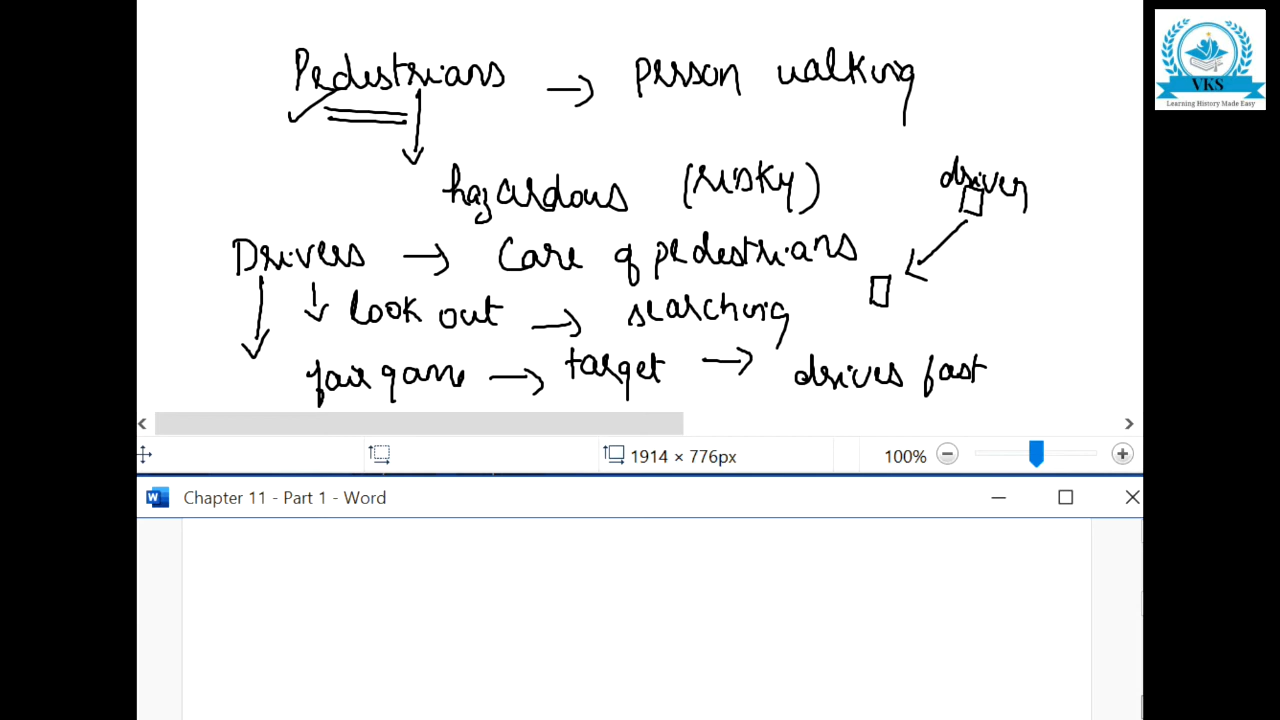 Pedestrians → person walking
VKS
Learning History Made Easy
hazardous (risky)
driver
Drivers → Care of pedestrians
look out → searching
fair game → target → drives fast
1914 × 776px
100%
Chapter 11 - Part 1 - Word